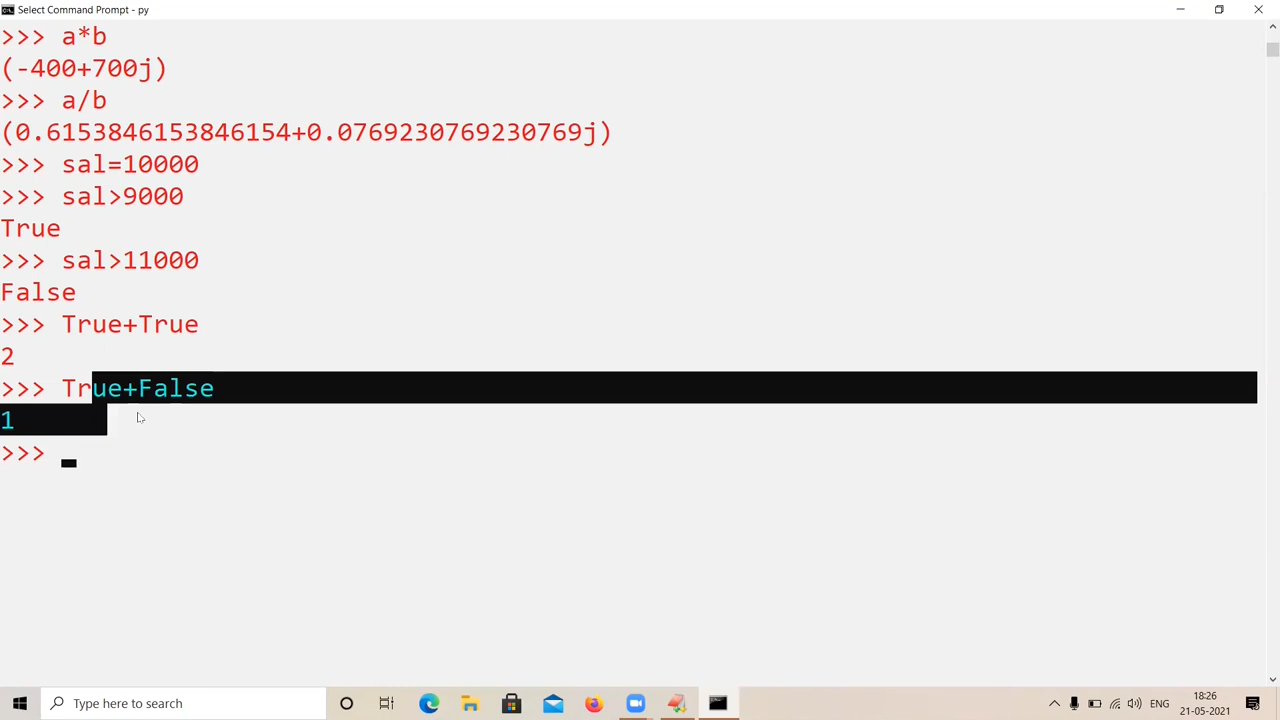 Select Command Prompt - py
>>> a*b
(-400+700j)
>>> a/b
(0.6153846153846154+0.0769230769230769j)
>>> sal=10000
>>> sal>9000
True
>>> sal>11000
False
>>> True+True
2
>>> True+False
1
>>>
Type here to search
ENG
18:26
21-05-2021